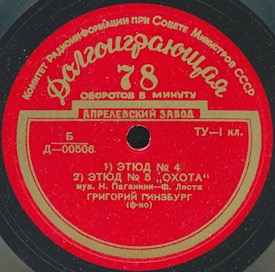 Комитет Радиоинформации при Совете Министров СССР
Долгоиграющая
78
ОБОРОТОВ В МИНУТУ
АПРЕЛЕВСКИЙ ЗАВОД
Б
Д—00506
ТУ—1 кл.
1) ЭТЮД № 4
2) ЭТЮД № 5 „ОХОТА“
муз. Н. Паганини—Ф. Листа
ГРИГОРИЙ ГИНЗБУРГ
(ф-но)